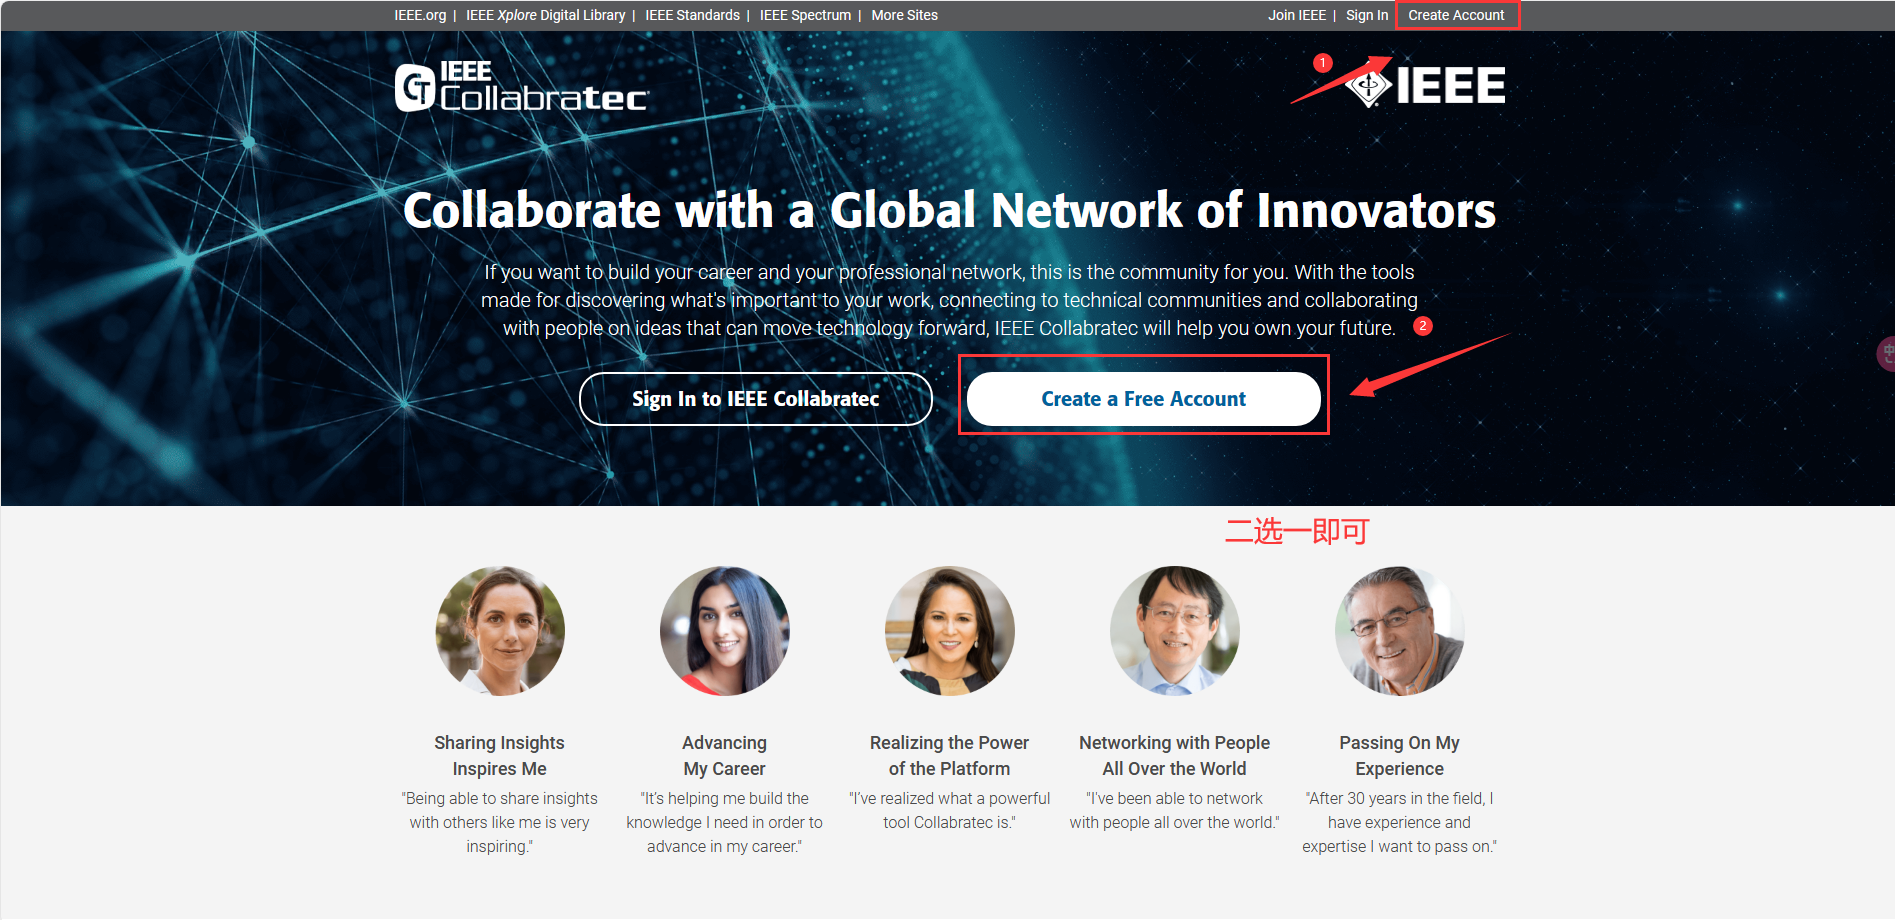 IEEE.org | IEEE Xplore Digital Library | IEEE Standards | IEEE Spectrum | More Sites
Join IEEE | Sign In Create Account
IEEE
Collabratec
1
IEEE
Collaborate with a Global Network of Innovators
If you want to build your career and your professional network, this is the community for you. With the tools
made for discovering what's important to your work, connecting to technical communities and collaborating
with people on ideas that can move technology forward, IEEE Collabratec will help you own your future.
2
Sign In to IEEE Collabratec
Create a Free Account
二选一即可
Sharing Insights
Inspires Me
"Being able to share insights
with others like me is very
inspiring."
Advancing
My Career
"It’s helping me build the
knowledge I need in order to
advance in my career."
Realizing the Power
of the Platform
"I’ve realized what a powerful
tool Collabratec is."
Networking with People
All Over the World
"I've been able to network
with people all over the world."
Passing On My
Experience
"After 30 years in the field, I
have experience and
expertise I want to pass on."